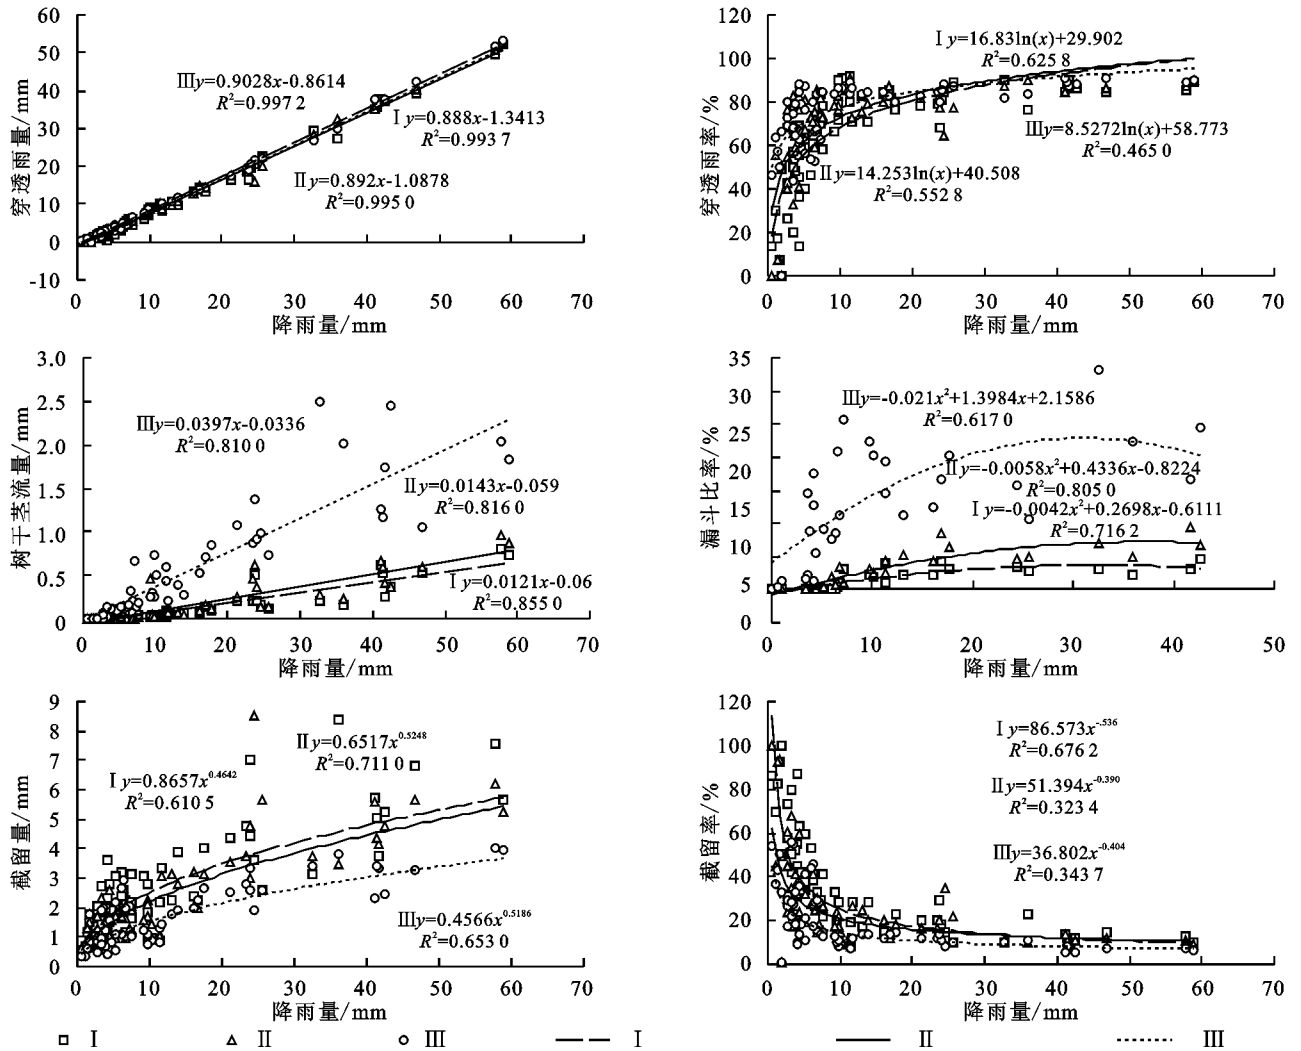 60
50
40
30
20
10
0
-10
穿透雨量/mm
Ⅲy=0.9028x-0.8614
R²=0.997 2
Ⅰy=0.888x-1.3413
R²=0.993 7
Ⅱy=0.892x-1.0878
R²=0.995 0
0 10 20 30 40 50 60 70
降雨量/mm
120
100
80
60
40
20
0
穿透雨率/%
Ⅰy=16.83ln(x)+29.902
R²=0.625 8
Ⅲy=8.5272ln(x)+58.773
R²=0.465 0
Ⅱy=14.253ln(x)+40.508
R²=0.552 8
0 10 20 30 40 50 60 70
降雨量/mm
3.0
2.5
2.0
1.5
1.0
0.5
0
树干茎流量/mm
Ⅲy=0.0397x-0.0336
R²=0.810 0
Ⅱy=0.0143x-0.059
R²=0.816 0
Ⅰy=0.0121x-0.06
R²=0.855 0
0 10 20 30 40 50 60 70
降雨量/mm
35
30
25
20
15
10
5
0
漏斗比率/%
Ⅲy=-0.021x²+1.3984x+2.1586
R²=0.617 0
Ⅱy=-0.0058x²+0.4336x-0.8224
R²=0.805 0
Ⅰy=-0.0042x²+0.2698x-0.6111
R²=0.716 2
0 10 20 30 40 50
降雨量/mm
9
8
7
6
5
4
3
2
1
0
截留量/mm
Ⅱy=0.6517x^0.5248
R²=0.711 0
Ⅰy=0.8657x^0.4642
R²=0.610 5
Ⅲy=0.4566x^0.5186
R²=0.653 0
0 10 20 30 40 50 60 70
降雨量/mm
120
100
80
60
40
20
0
截留率/%
Ⅰy=86.573x^-.536
R²=0.676 2
Ⅱy=51.394x^-0.390
R²=0.323 4
Ⅲy=36.802x^-0.404
R²=0.343 7
0 10 20 30 40 50 60 70
降雨量/mm
Ⅰ Ⅱ Ⅲ Ⅰ Ⅱ Ⅲ